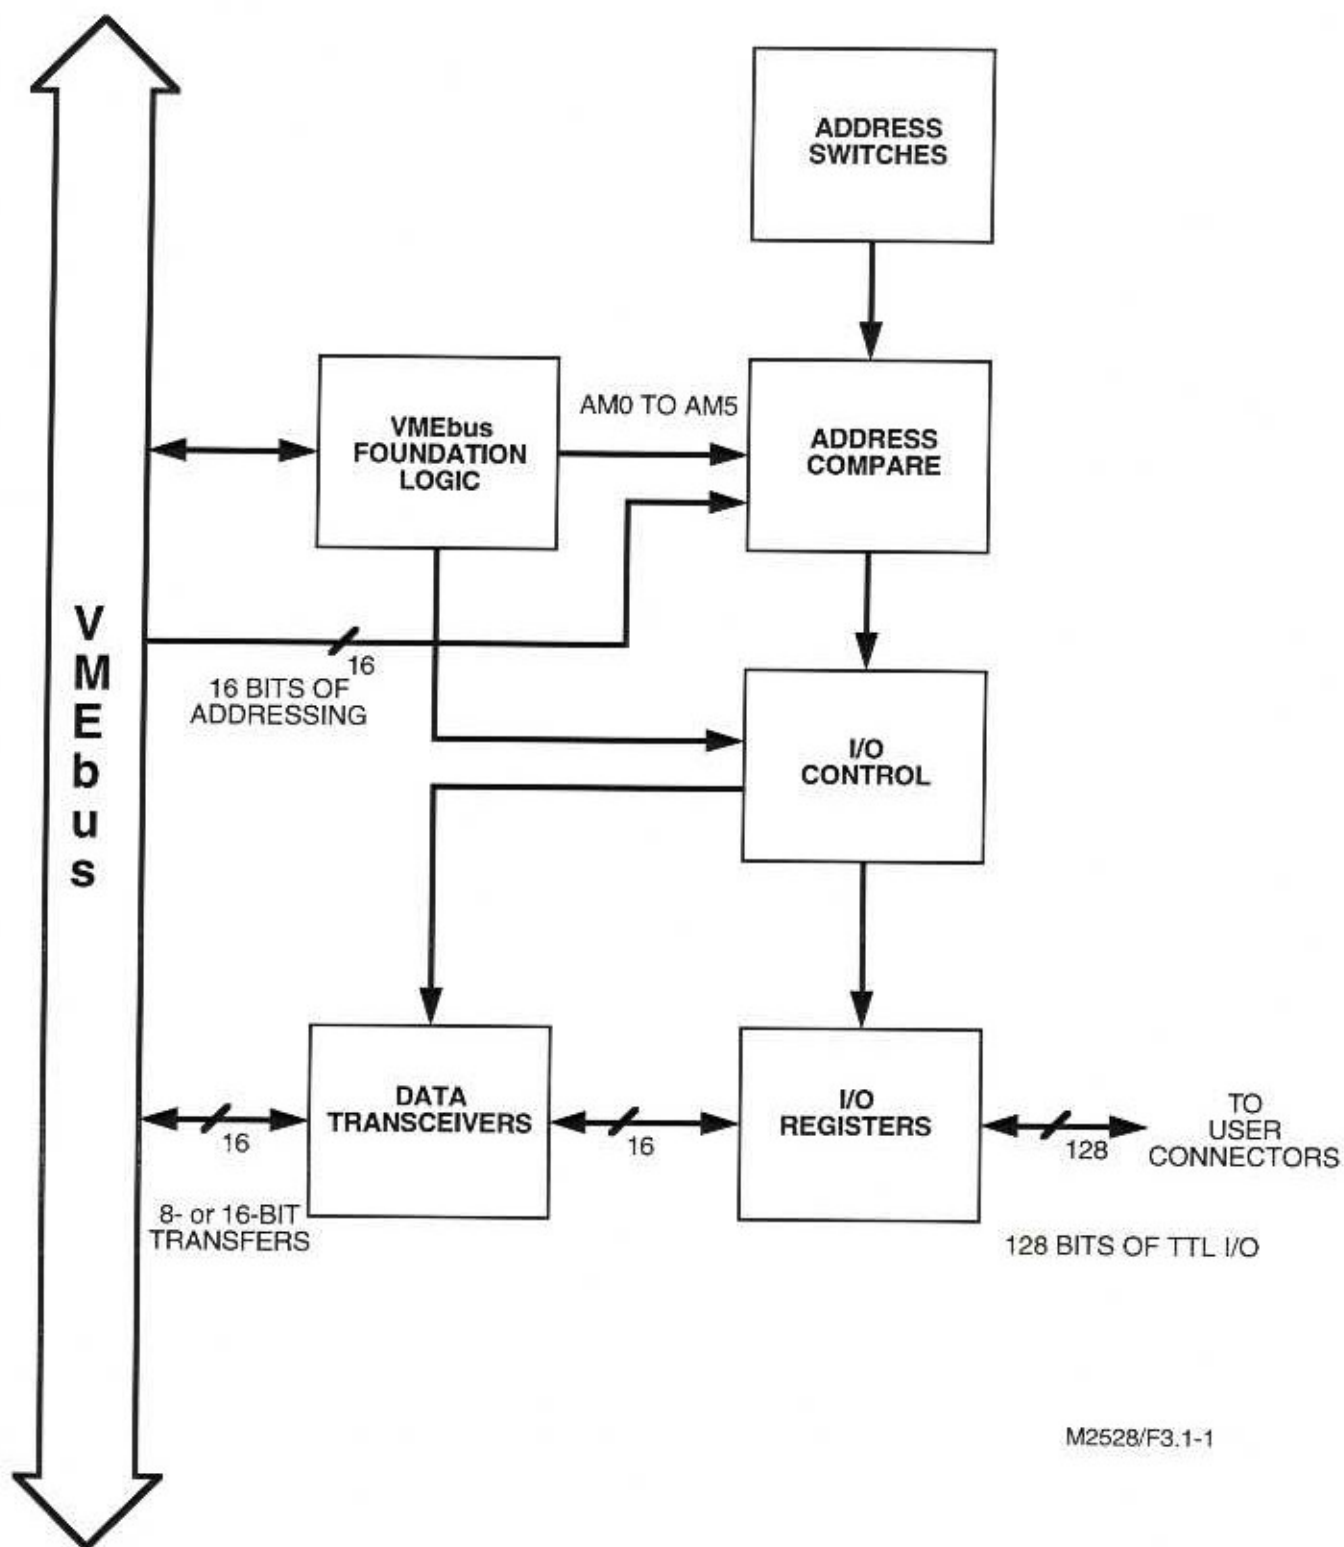 ADDRESS
SWITCHES
VMEbus
FOUNDATION
LOGIC
AM0 TO AM5
ADDRESS
COMPARE
VMEbus
16
16 BITS OF
ADDRESSING
I/O
CONTROL
DATA
TRANSCEIVERS
I/O
REGISTERS
16
16
128
TO
USER
CONNECTORS
8- or 16-BIT
TRANSFERS
128 BITS OF TTL I/O
M2528/F3.1-1